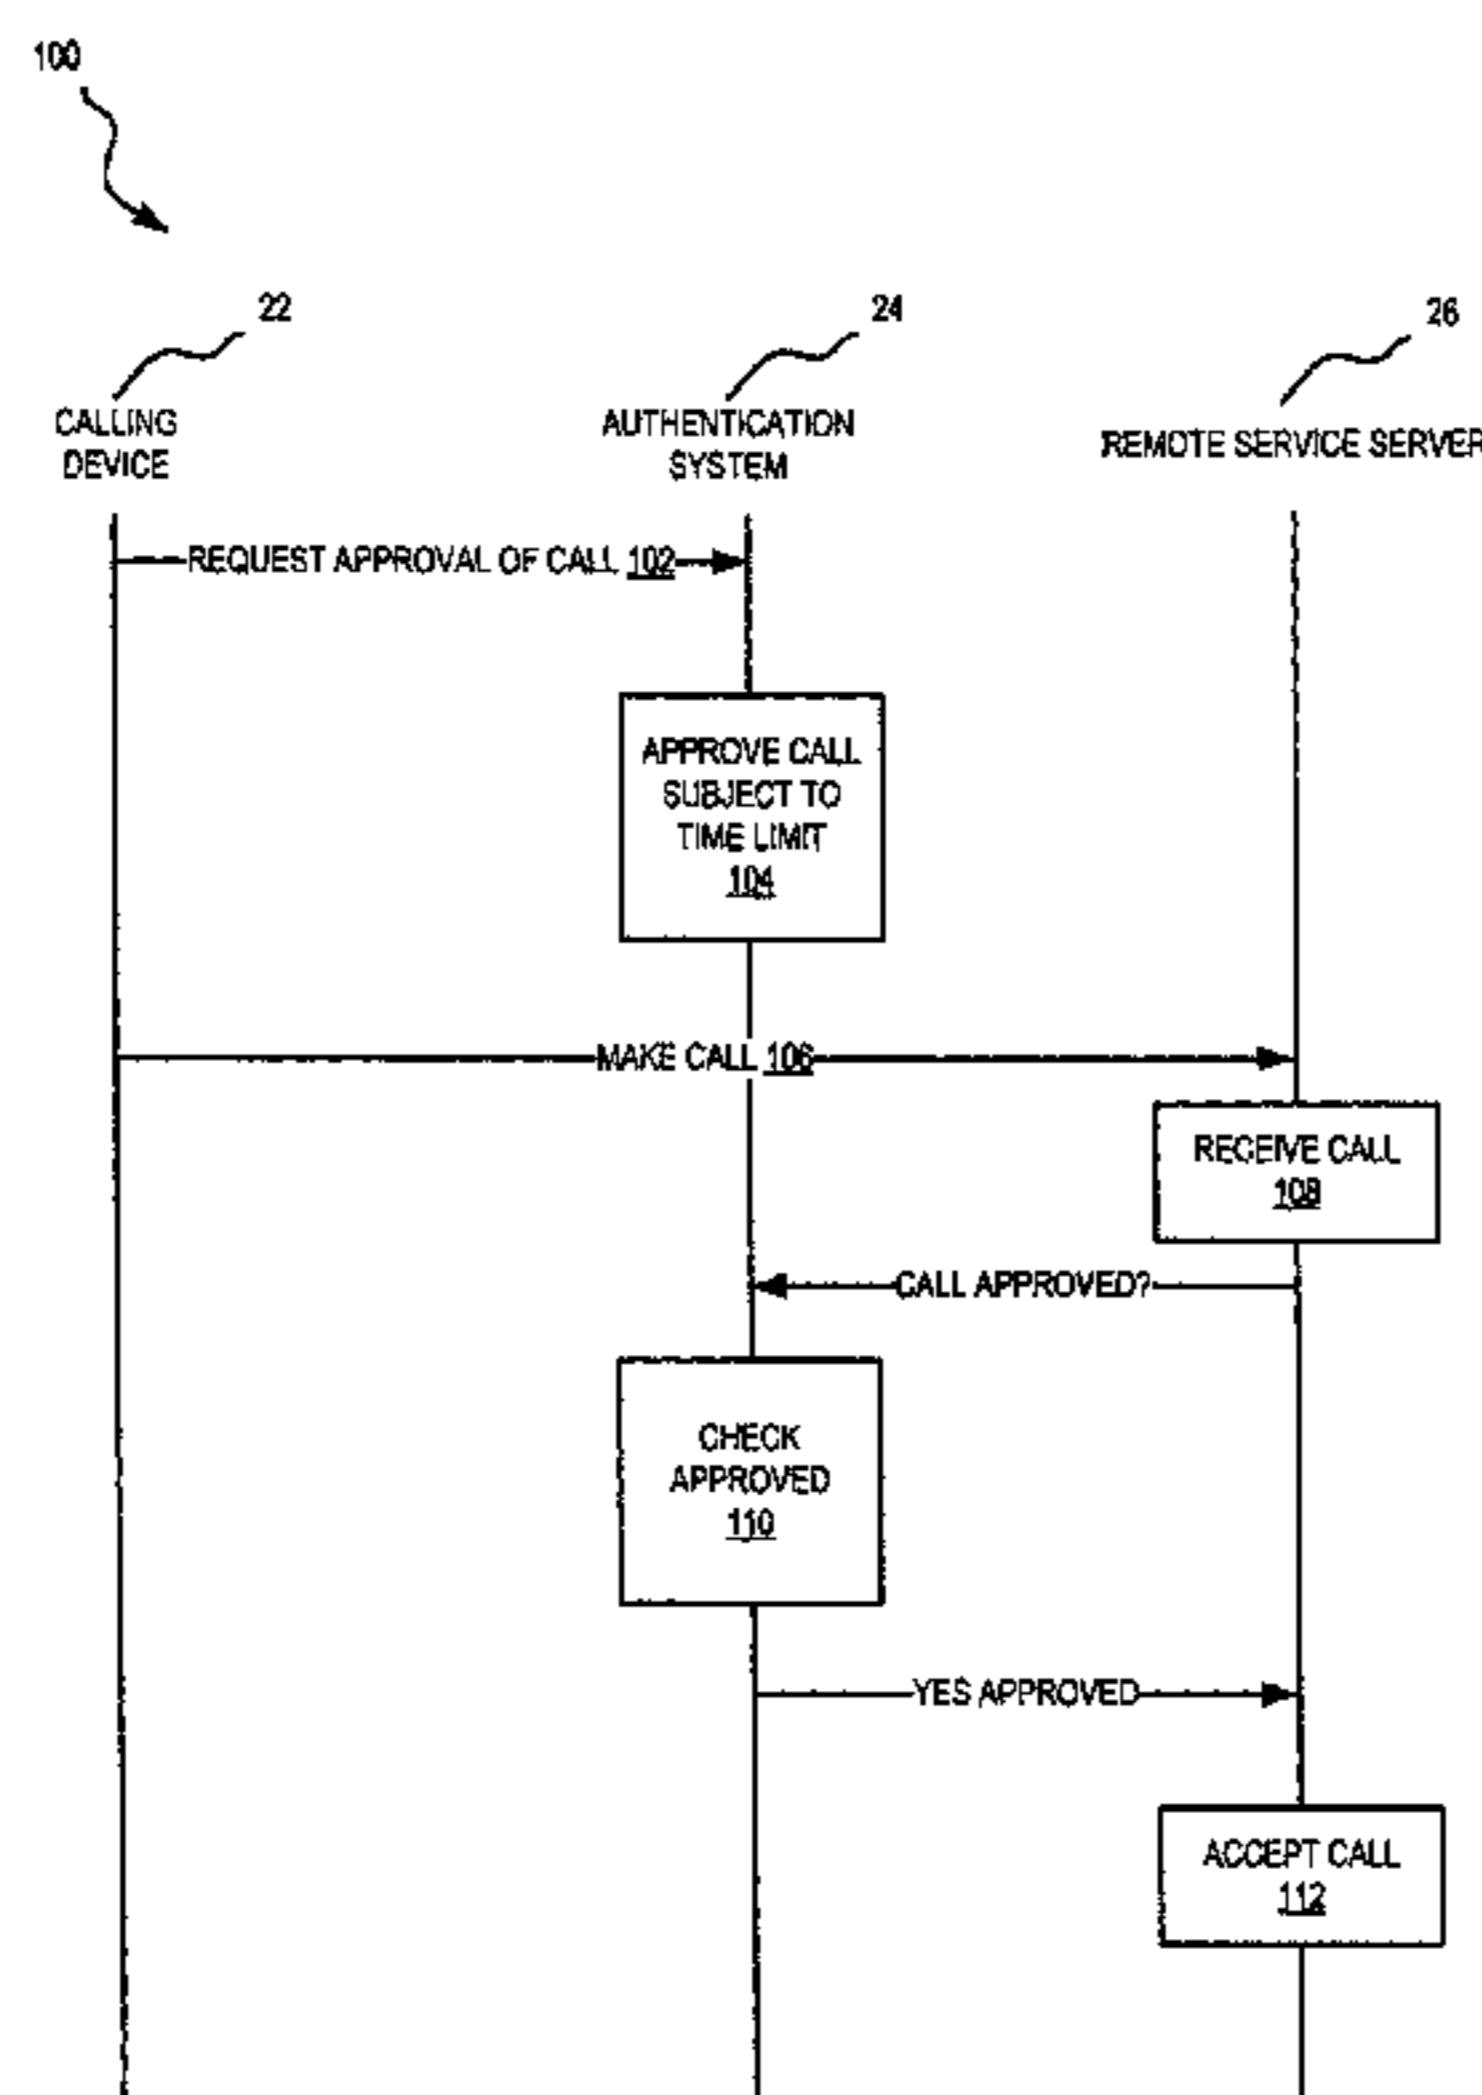 100
22
24
26
CALLING
DEVICE
AUTHENTICATION
SYSTEM
REMOTE SERVICE SERVER
REQUEST APPROVAL OF CALL 102
APPROVE CALL
SUBJECT TO
TIME LIMIT
104
MAKE CALL 106
RECEIVE CALL
108
CALL APPROVED?
CHECK
APPROVED
110
YES APPROVED
ACCEPT CALL
112